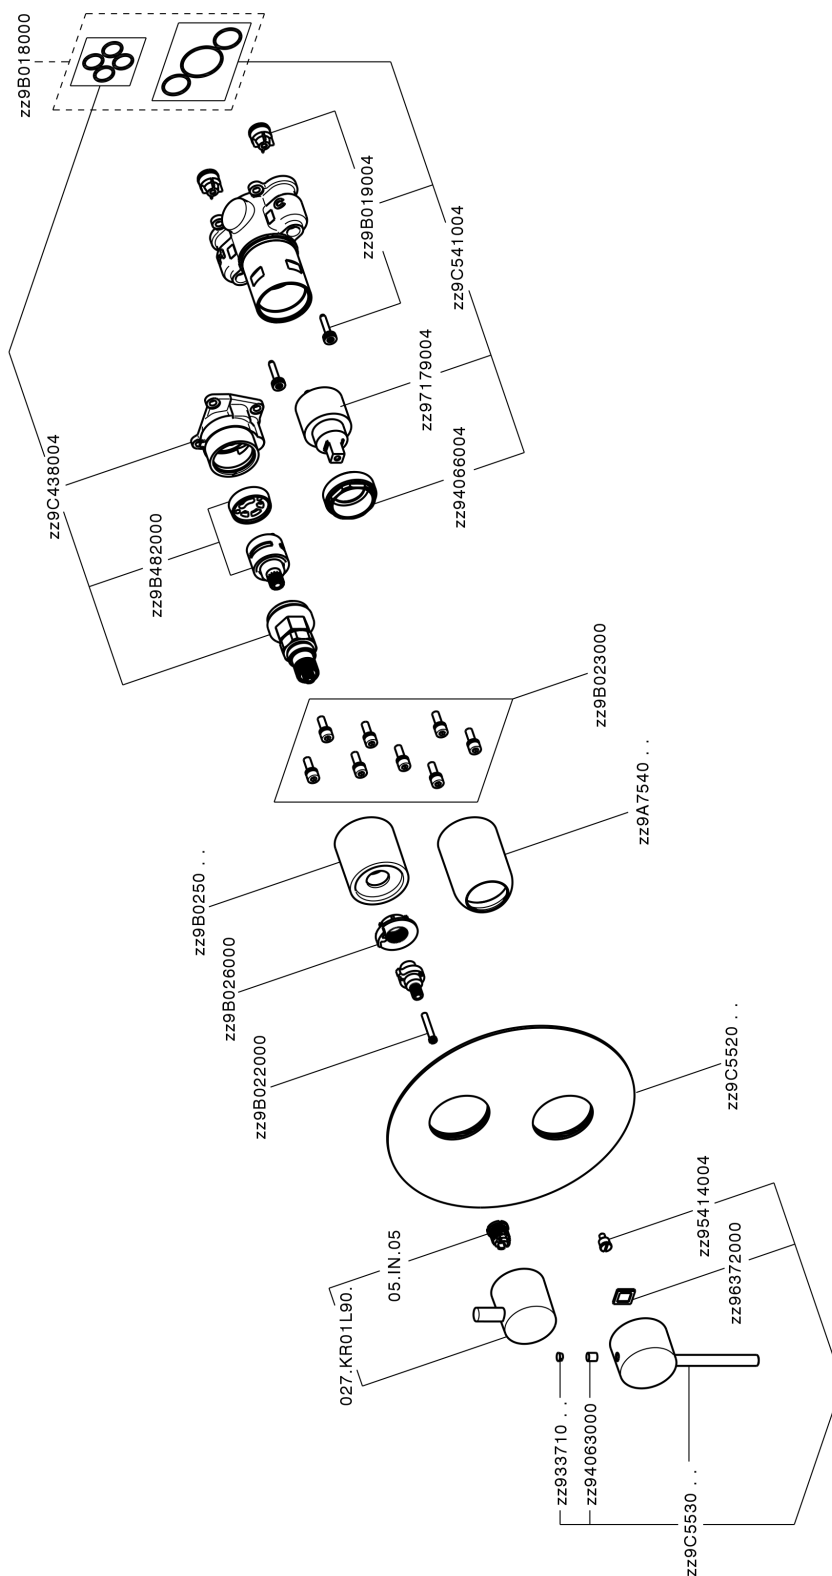 zz9B018000
zz9B019004
zz9C541004
zz97179004
zz94066004
zz9C438004
zz9B482000
zz9B023000
zz9A7540 . .
zz9B0250 . .
zz9B026000
zz9B022000
zz9C5520 . .
zz95414004
zz96372000
05.IN.05
027.KR01L90.
zz933710 . .
zz94063000
zz9C5530 . .